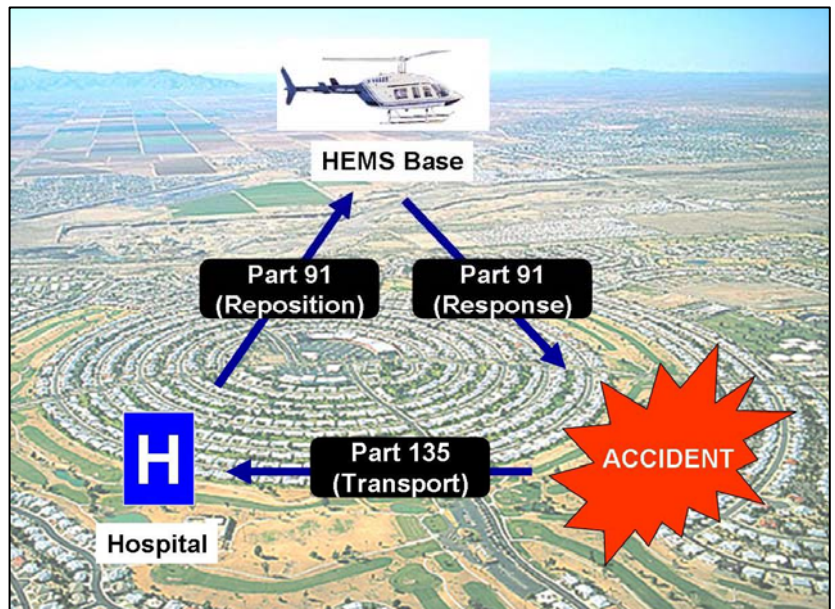 HEMS Base
Part 91
(Reposition)
Part 91
(Response)
Part 135
(Transport)
ACCIDENT
H
Hospital